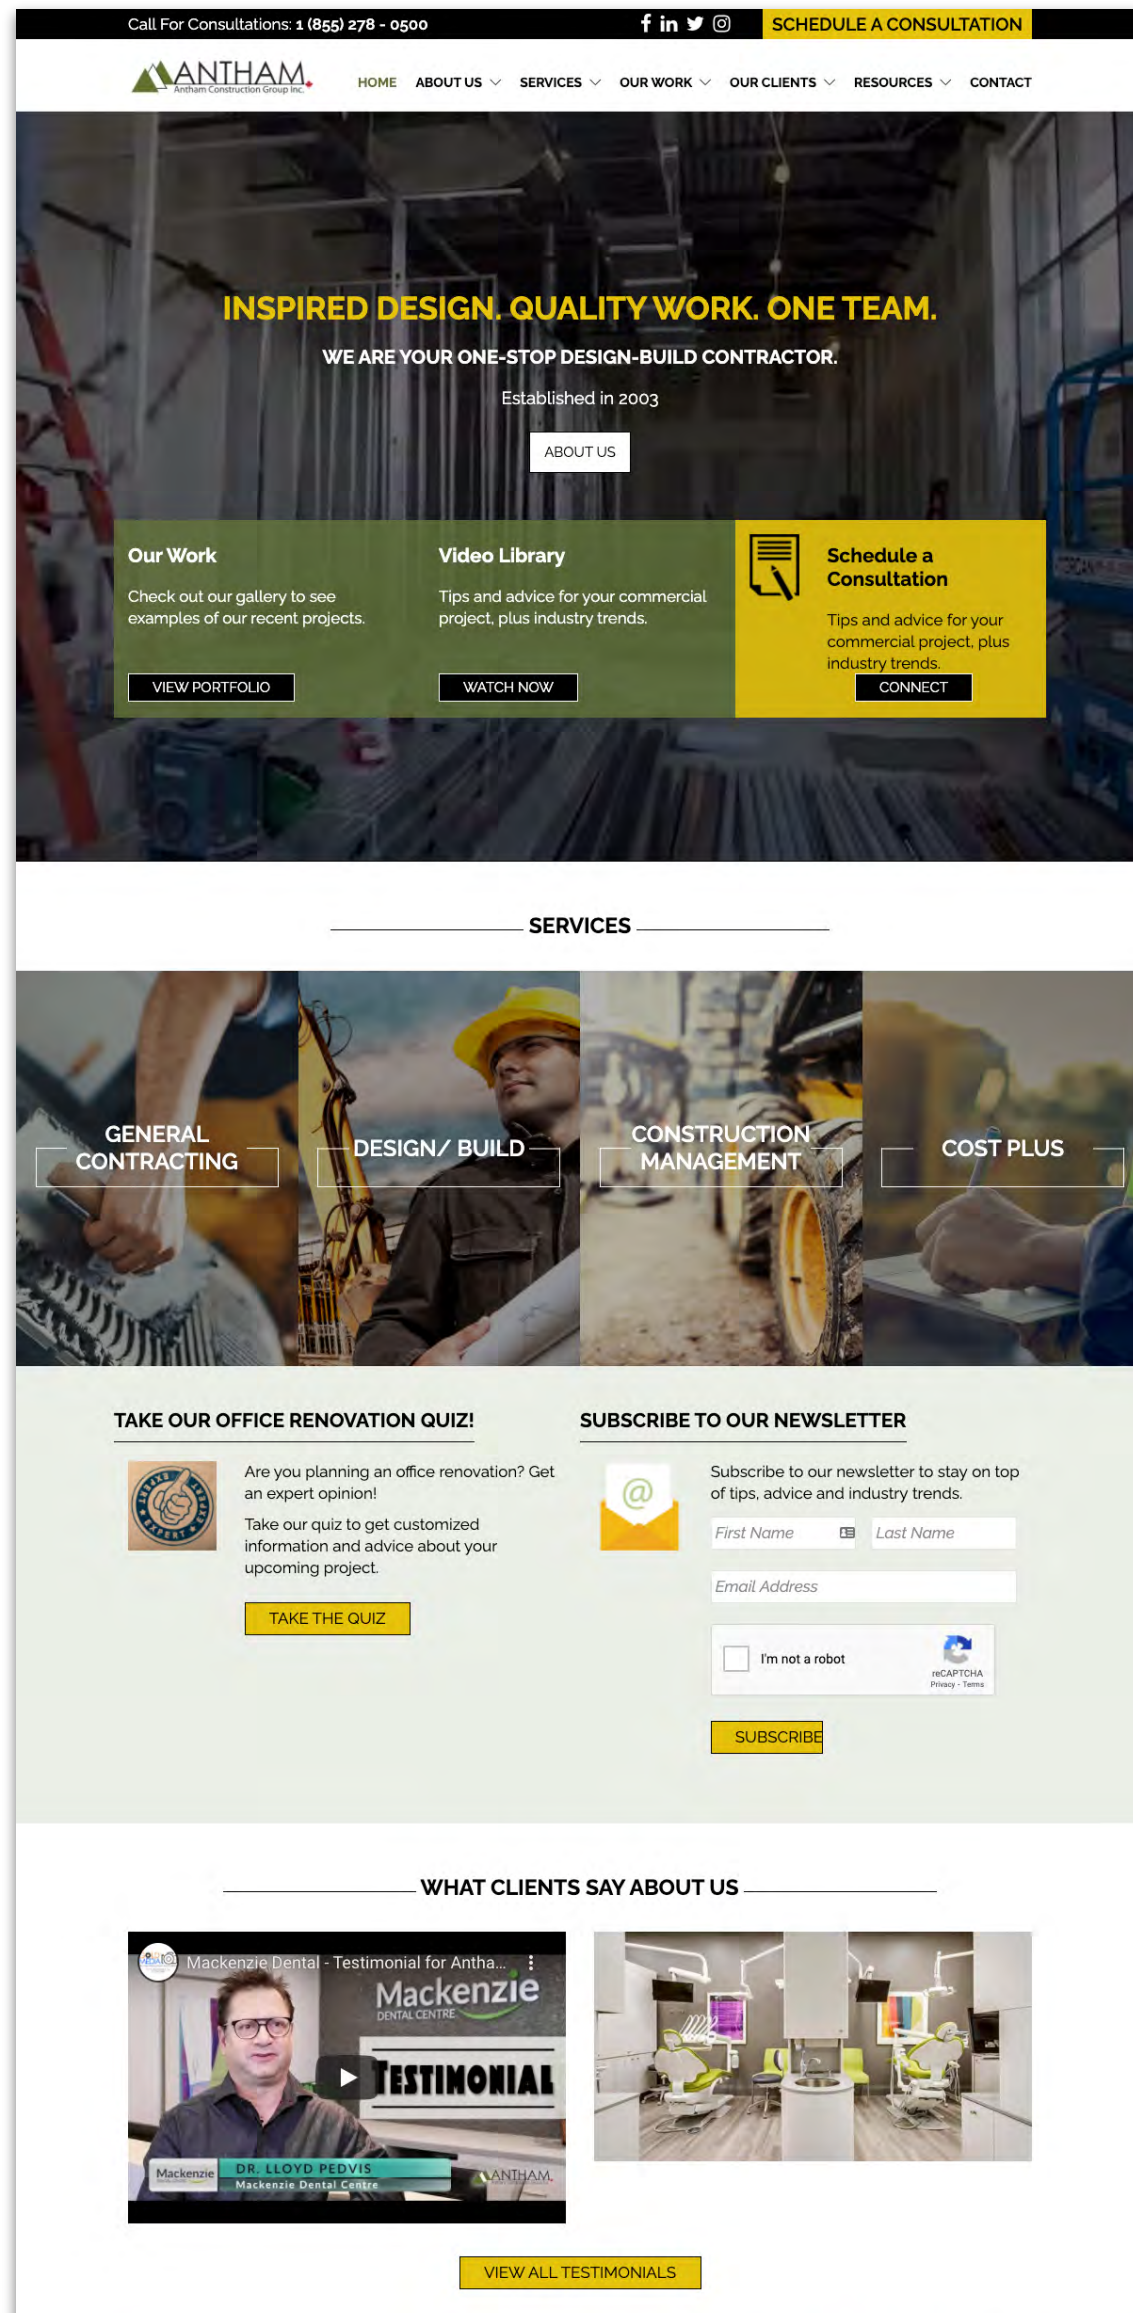 Call For Consultations: 1 (855) 278 - 0500
SCHEDULE A CONSULTATION
ANTHAM
Antham Construction Group Inc.
HOME ABOUT US SERVICES OUR WORK OUR CLIENTS RESOURCES CONTACT
INSPIRED DESIGN. QUALITY WORK. ONE TEAM.
WE ARE YOUR ONE-STOP DESIGN-BUILD CONTRACTOR.
Established in 2003
ABOUT US
Our Work
Check out our gallery to see
examples of our recent projects.
VIEW PORTFOLIO
Video Library
Tips and advice for your commercial
project, plus industry trends.
WATCH NOW
Schedule a
Consultation
Tips and advice for your
commercial project, plus
industry trends.
CONNECT
SERVICES
GENERAL
CONTRACTING
DESIGN/ BUILD
CONSTRUCTION
MANAGEMENT
COST PLUS
TAKE OUR OFFICE RENOVATION QUIZ!
EXPERT EXPERT EXPERT
Are you planning an office renovation? Get
an expert opinion!
Take our quiz to get customized
information and advice about your
upcoming project.
TAKE THE QUIZ
SUBSCRIBE TO OUR NEWSLETTER
@
Subscribe to our newsletter to stay on top
of tips, advice and industry trends.
First Name
Last Name
Email Address
I'm not a robot
reCAPTCHA
Privacy - Terms
SUBSCRIBE
WHAT CLIENTS SAY ABOUT US
MEDIA
Mackenzie Dental - Testimonial for Antha...
Mackenzie
DENTAL CENTRE
TESTIMONIAL
Mackenzie
DR. LLOYD PEDVIS
Mackenzie Dental Centre
ANTHAM
VIEW ALL TESTIMONIALS